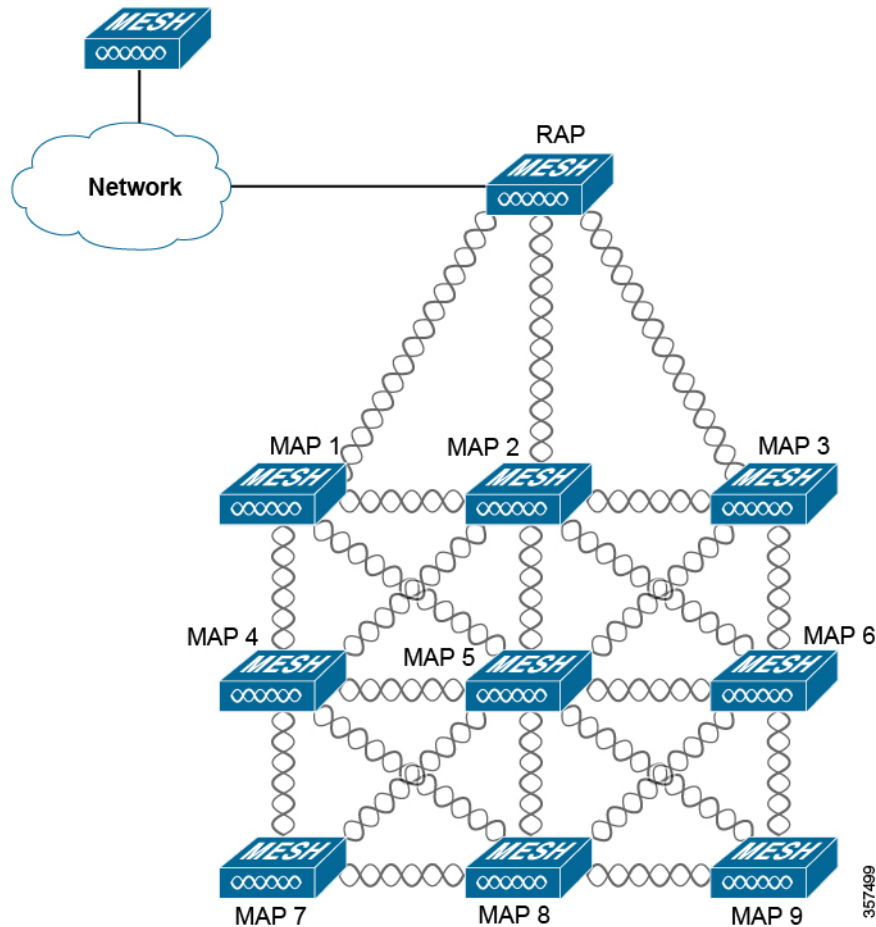 MESH
Network
RAP
MESH
MAP 1
MAP 2
MAP 3
MESH
MESH
MESH
MAP 4
MAP 5
MAP 6
MESH
MESH
MESH
MESH
MESH
MESH
MAP 7
MAP 8
MAP 9
357499